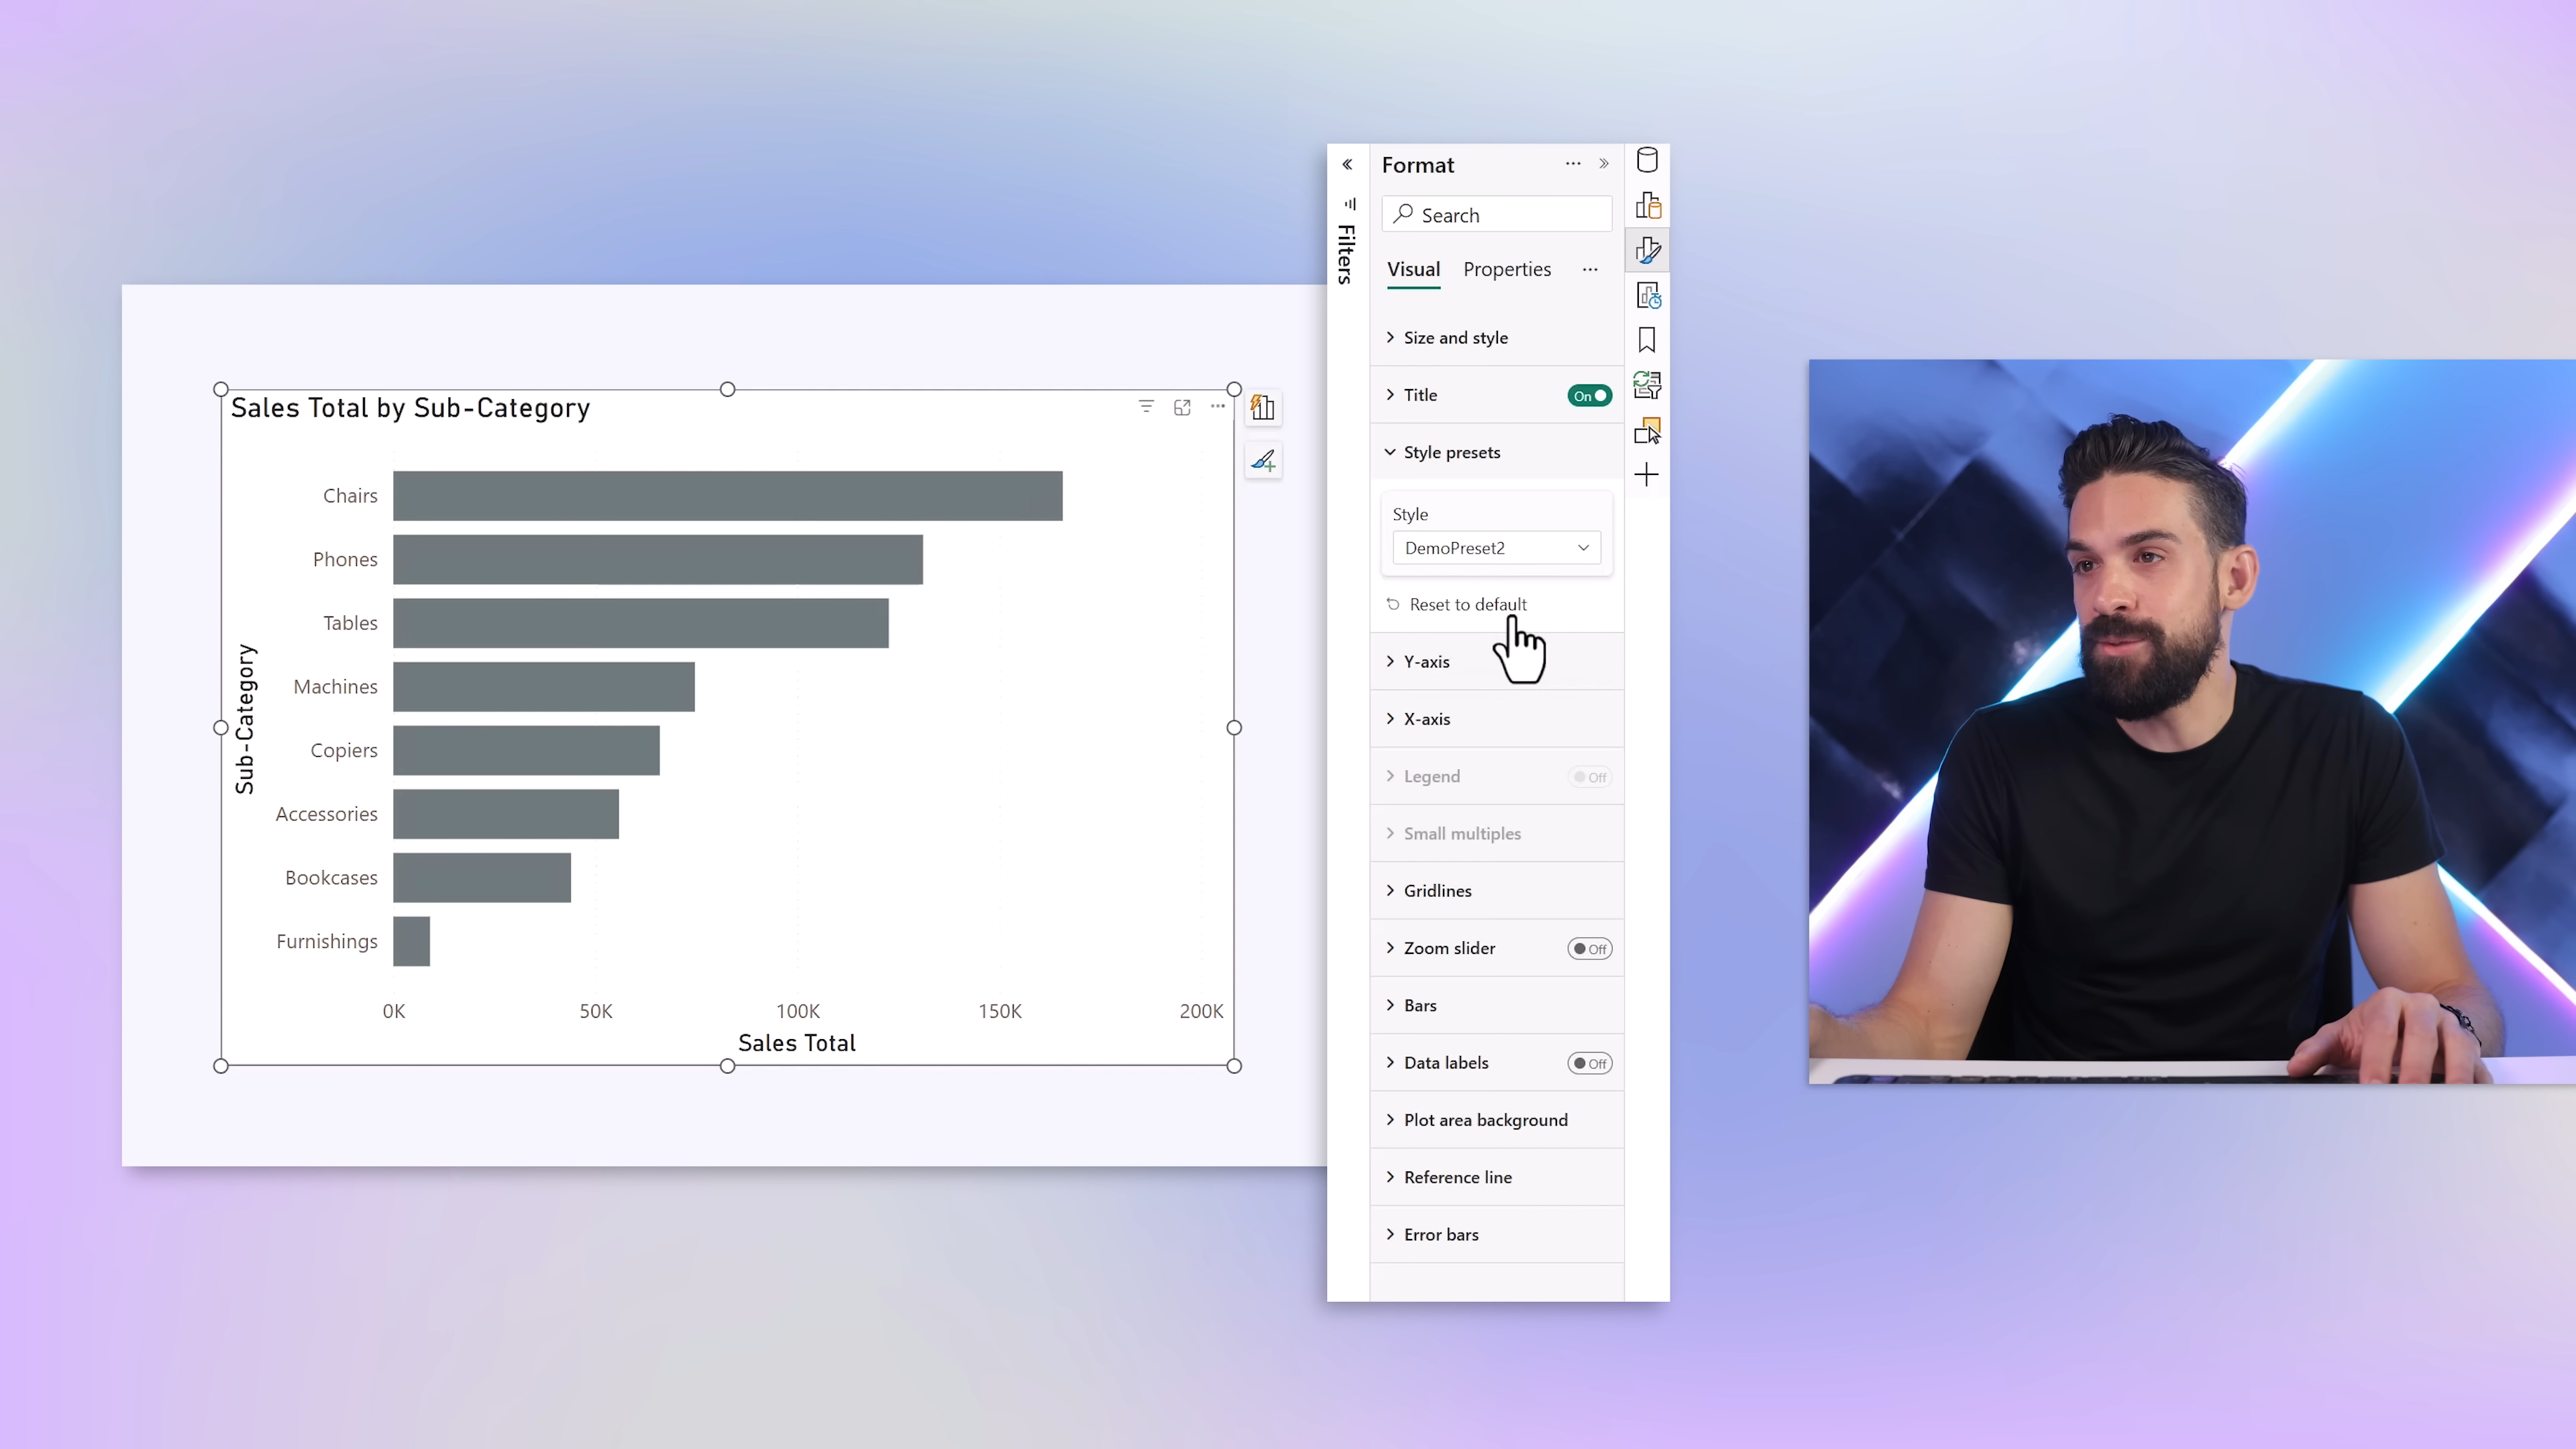 Sales Total by Sub-Category
Sub-Category
Chairs
Phones
Tables
Machines
Copiers
Accessories
Bookcases
Furnishings
0K 50K 100K 150K 200K
Sales Total
Filters
Format
Search
Visual Properties
Size and style
Title On
Style presets
Style
DemoPreset2
Reset to default
Y-axis
X-axis
Legend Off
Small multiples
Gridlines
Zoom slider Off
Bars
Data labels Off
Plot area background
Reference line
Error bars